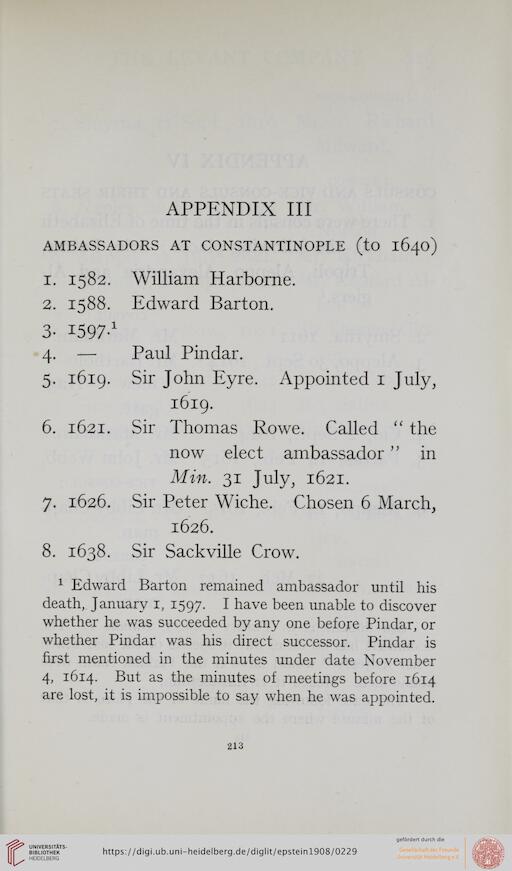 APPENDIX III
AMBASSADORS AT CONSTANTINOPLE (to 1640)
1. 1582. William Harborne.
2. 1588. Edward Barton.
3. 1597.¹
4. — Paul Pindar.
5. 1619. Sir John Eyre. Appointed 1 July,
1619.
6. 1621. Sir Thomas Rowe. Called “ the
now elect ambassador ” in
Min. 31 July, 1621.
7. 1626. Sir Peter Wiche. Chosen 6 March,
1626.
8. 1638. Sir Sackville Crow.
¹ Edward Barton remained ambassador until his
death, January 1, 1597. I have been unable to discover
whether he was succeeded by any one before Pindar, or
whether Pindar was his direct successor. Pindar is
first mentioned in the minutes under date November
4, 1614. But as the minutes of meetings before 1614
are lost, it is impossible to say when he was appointed.
213
UNIVERSITÄTS-
BIBLIOTHEK
HEIDELBERG
https://digi.ub.uni-heidelberg.de/diglit/epstein1908/0229
gefördert durch die
Gesellschaft der Freunde
Universität Heidelberg e.V.